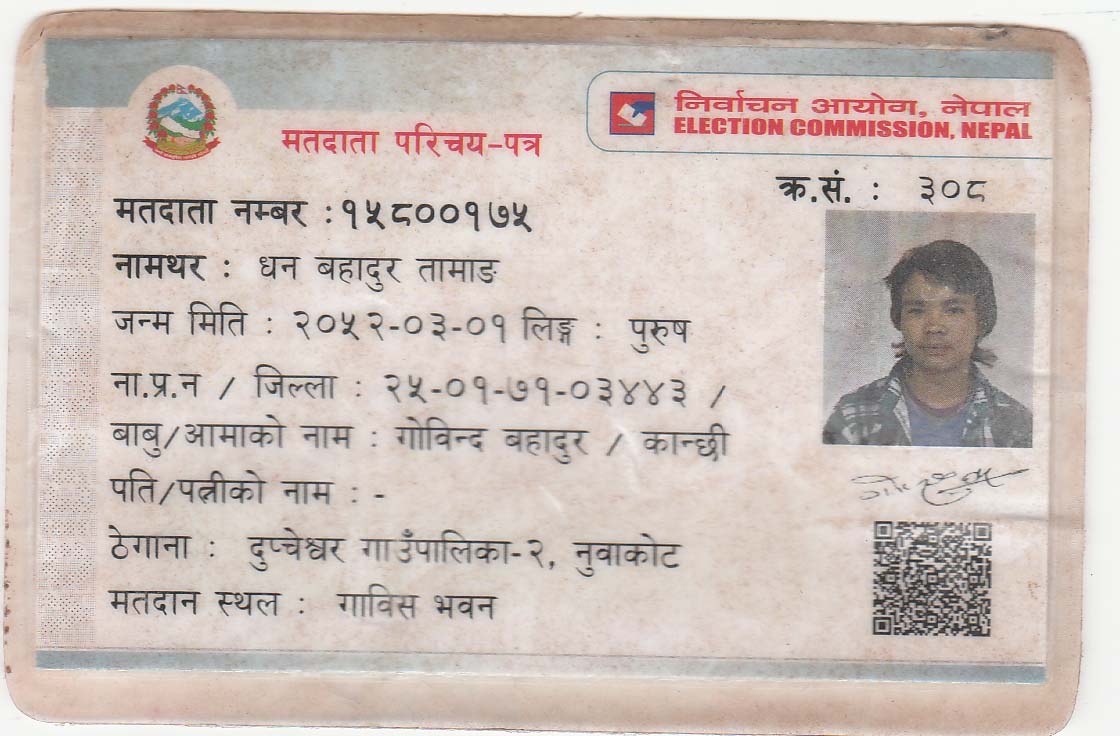 निर्वाचन आयोग, नेपाल
ELECTION COMMISSION, NEPAL
मतदाता परिचय-पत्र
क्र.सं. : ३०८
मतदाता नम्बर :१५८००१७५
नामथर : धन बहादुर तामाङ
जन्म मिति : २०५२-०३-०१ लिङ्ग : पुरुष
ना.प्र.न / जिल्ला : २५-०१-७१-०३४४३ /
बाबु/आमाको नाम : गोविन्द बहादुर / कान्छी
पति/पत्नीको नाम : -
ठेगाना : दुप्चेश्वर गाउँपालिका-२, नुवाकोट
मतदान स्थल : गाविस भवन